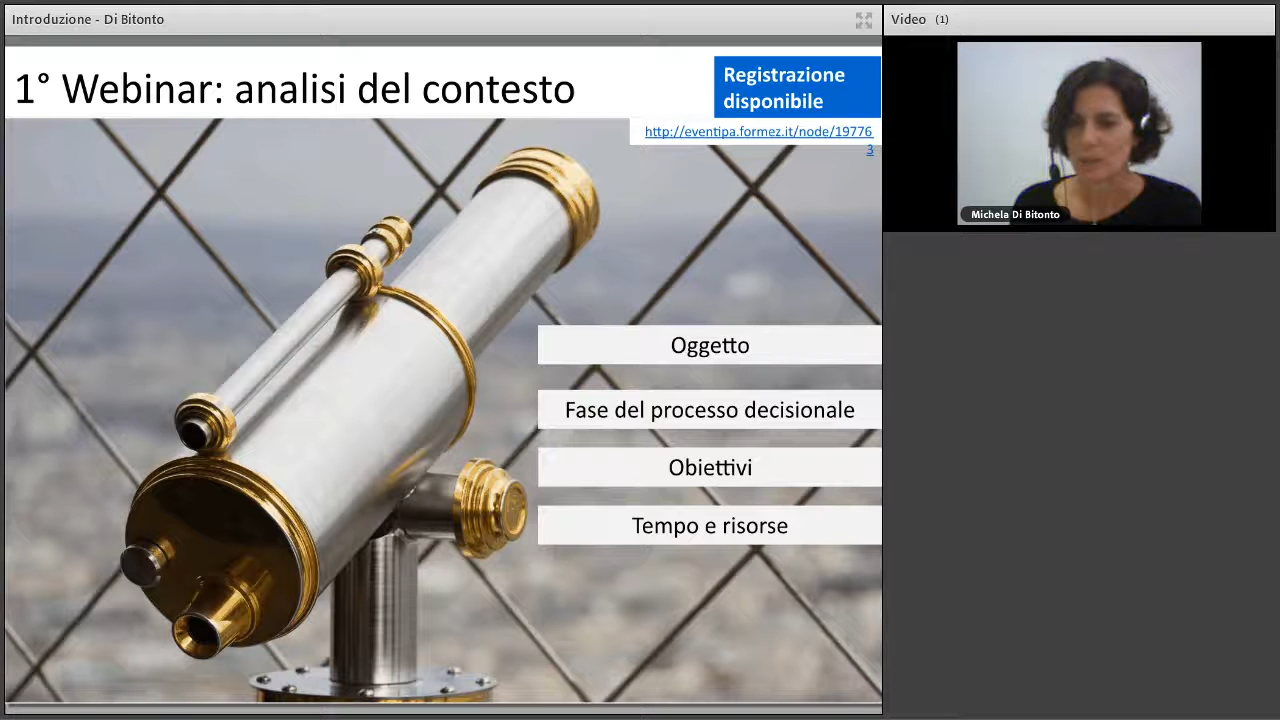 Introduzione - Di Bitonto
Video (1)
1° Webinar: analisi del contesto
Registrazione
disponibile
http://eventipa.formez.it/node/19776
3
Michela Di Bitonto
Oggetto
Fase del processo decisionale
Obiettivi
Tempo e risorse